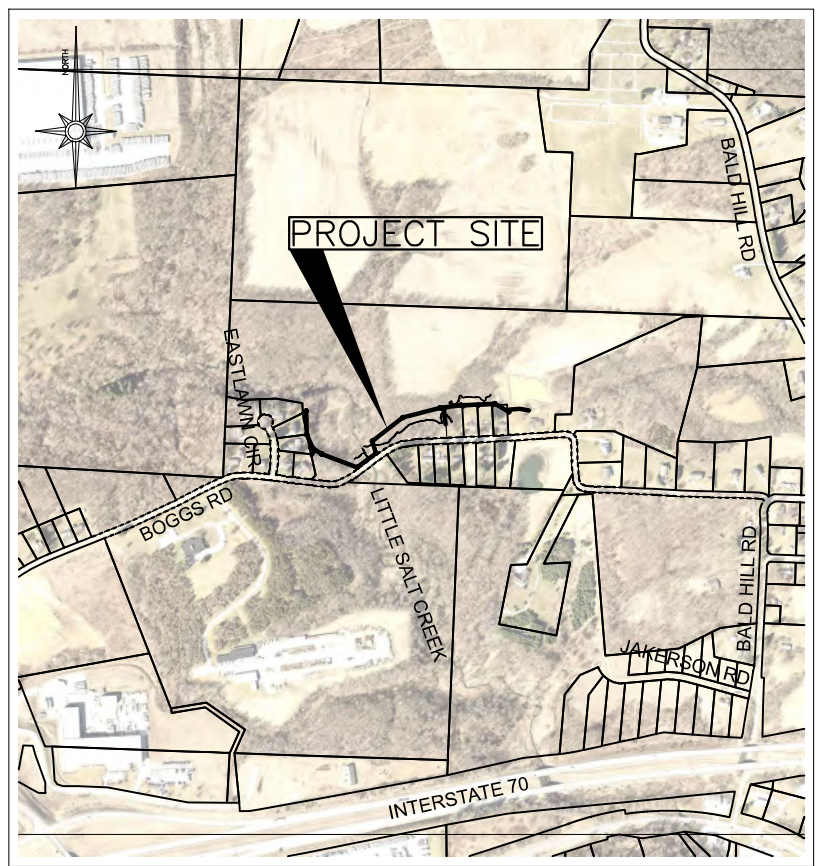 NORTH
BALD HILL RD
PROJECT SITE
EASTLAWN CIR
BOGGS RD
LITTLE SALT CREEK
BALD HILL RD
JAKERSON RD
INTERSTATE 70